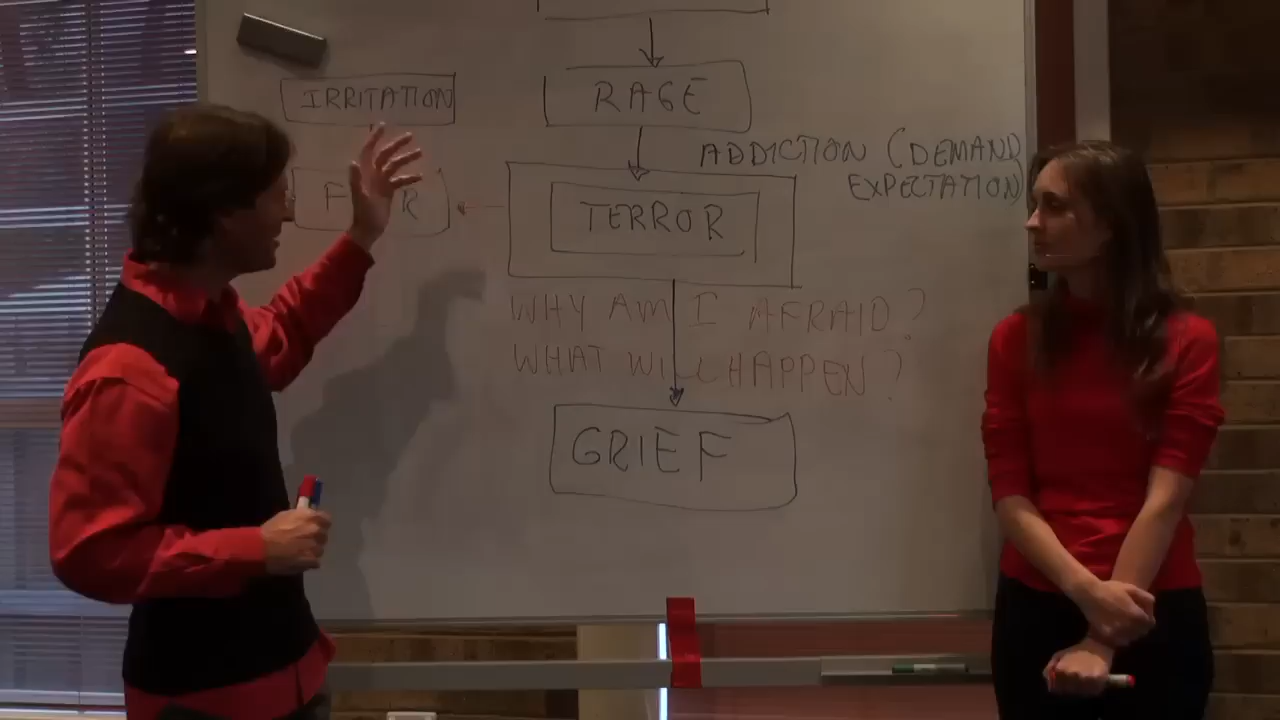 IRRITATION
RAGE
ADDICTION (DEMAND
EXPECTATION)
TERROR
WHY AM I AFRAID?
WHAT WILL HAPPEN?
GRIEF